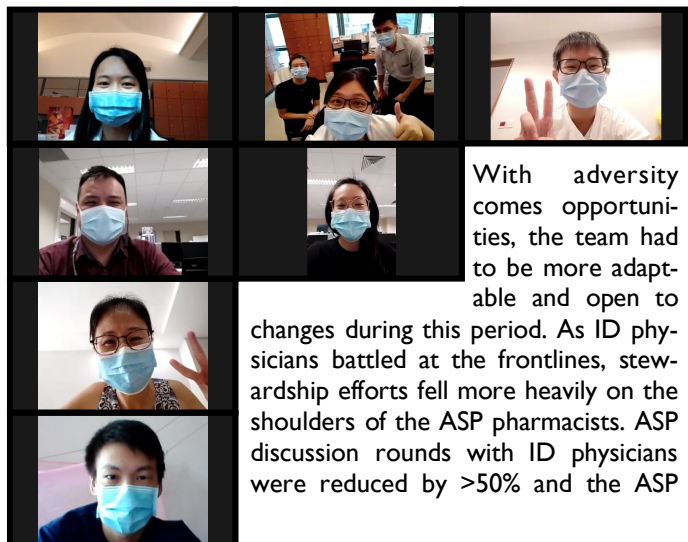 With adversity
comes opportuni-
ties, the team had
to be more adapt-
able and open to
changes during this period. As ID phy-
sicians battled at the frontlines, stew-
ardship efforts fell more heavily on the
shoulders of the ASP pharmacists. ASP
discussion rounds with ID physicians
were reduced by >50% and the ASP